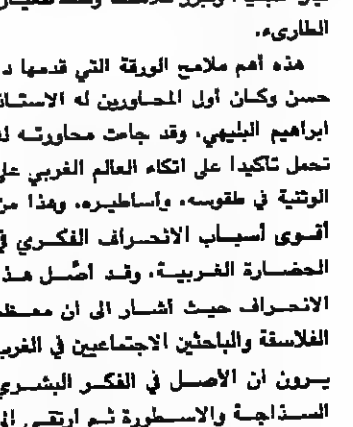 الطارىء.
هذه أهم ملامح الورقة التي قدمها د
حسن وكان أول المحاورين له الاستاذ
ابراهيم البليهي، وقد جاءت محاورته
تحمل تأكيدا على اتكاء العالم الغربي على
الوثنية في طقوسه، وأساطيره، وهذا من
أقوى أسباب الانحراف الفكري في
الحضارة الغربية، وقد أصّل هذا
الانحراف حيث أشار الى ان معظم
الفلاسفة والباحثين الاجتماعيين في الغرب
يرون ان الأصل في الفكر البشري
السذاجة والاسطورة ثم ارتقى الى